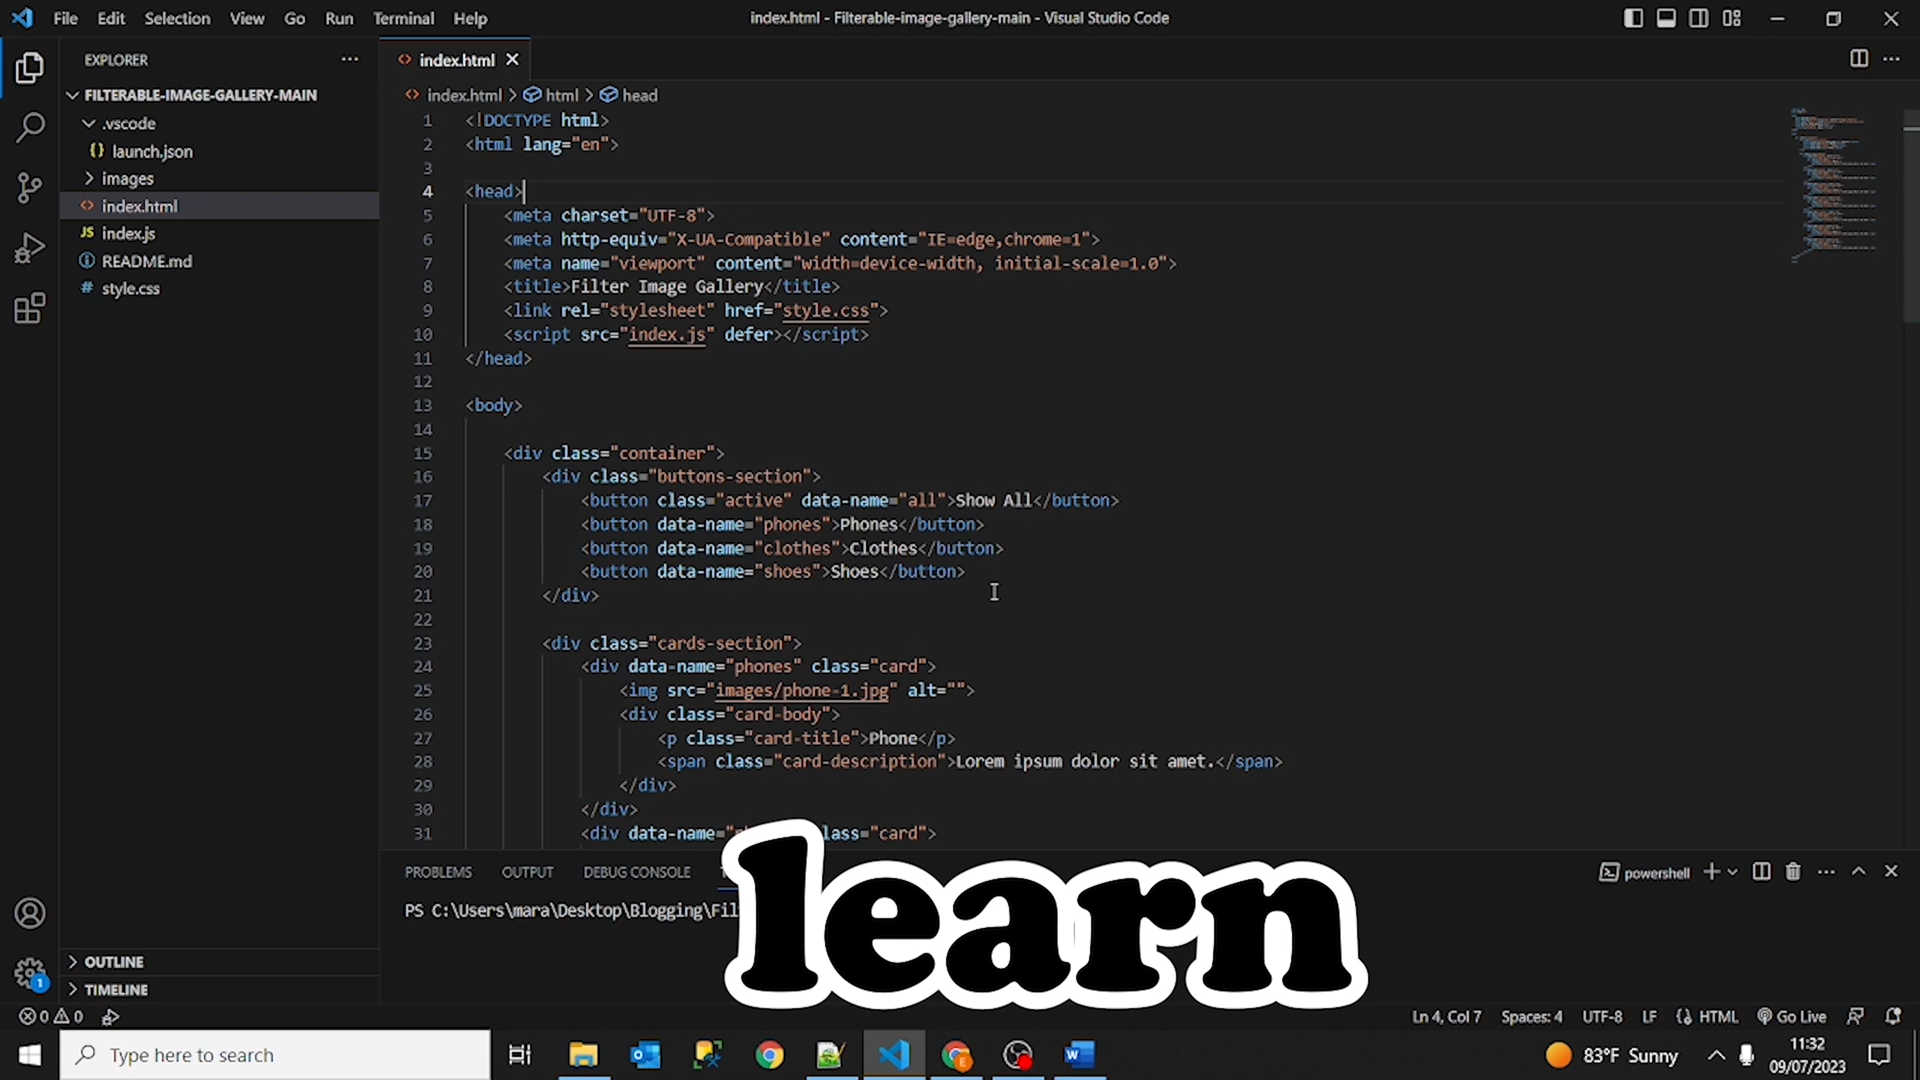 File Edit Selection View Go Run Terminal Help
index.html - Filterable-image-gallery-main - Visual Studio Code
EXPLORER
FILTERABLE-IMAGE-GALLERY-MAIN
.vscode
{} launch.json
images
<> index.html
JS index.js
README.md
# style.css
OUTLINE
TIMELINE
<> index.html
<> index.html > html > head
1 <!DOCTYPE html>
2 <html lang="en">
3
4 <head>
5 <meta charset="UTF-8">
6 <meta http-equiv="X-UA-Compatible" content="IE=edge,chrome=1">
7 <meta name="viewport" content="width=device-width, initial-scale=1.0">
8 <title>Filter Image Gallery</title>
9 <link rel="stylesheet" href="style.css">
10 <script src="index.js" defer></script>
11 </head>
12
13 <body>
14
15 <div class="container">
16 <div class="buttons-section">
17 <button class="active" data-name="all">Show All</button>
18 <button data-name="phones">Phones</button>
19 <button data-name="clothes">Clothes</button>
20 <button data-name="shoes">Shoes</button>
21 </div>
22
23 <div class="cards-section">
24 <div data-name="phones" class="card">
25 <img src="images/phone-1.jpg" alt="">
26 <div class="card-body">
27 <p class="card-title">Phone</p>
28 <span class="card-description">Lorem ipsum dolor sit amet.</span>
29 </div>
30 </div>
31 <div data-name= class="card">
PROBLEMS OUTPUT DEBUG CONSOLE
powershell
PS C:\Users\mara\Desktop\Blogging\Fil
learn
1
0 0
Ln 4, Col 7 Spaces: 4 UTF-8 LF {} HTML Go Live
Type here to search
83°F Sunny
11:32
09/07/2023